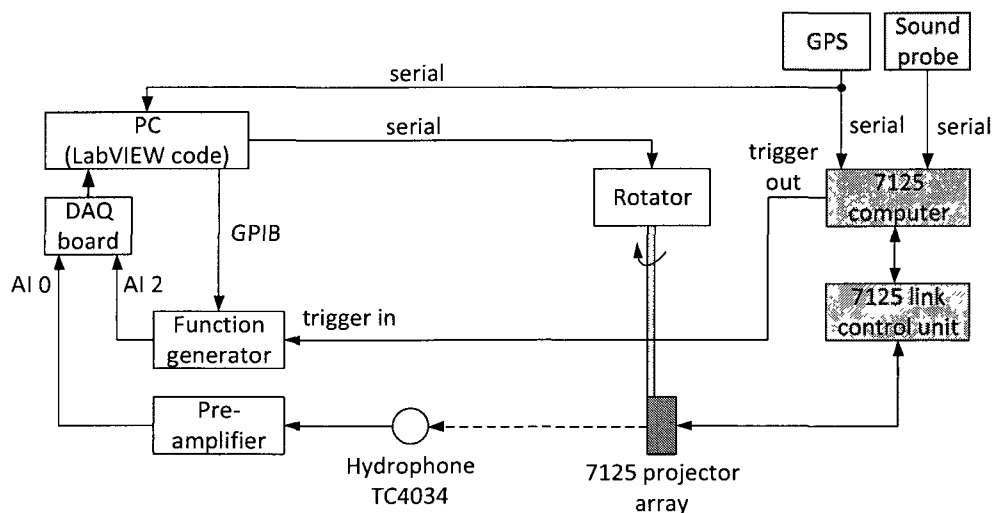 GPS
Sound
probe
serial
PC
(LabVIEW code)
serial
serial
serial
trigger
out
DAQ
board
Rotator
7125
computer
GPIB
AI 0
AI 2
7125 link
control unit
Function
generator
trigger in
Pre-
amplifier
Hydrophone
TC4034
7125 projector
array